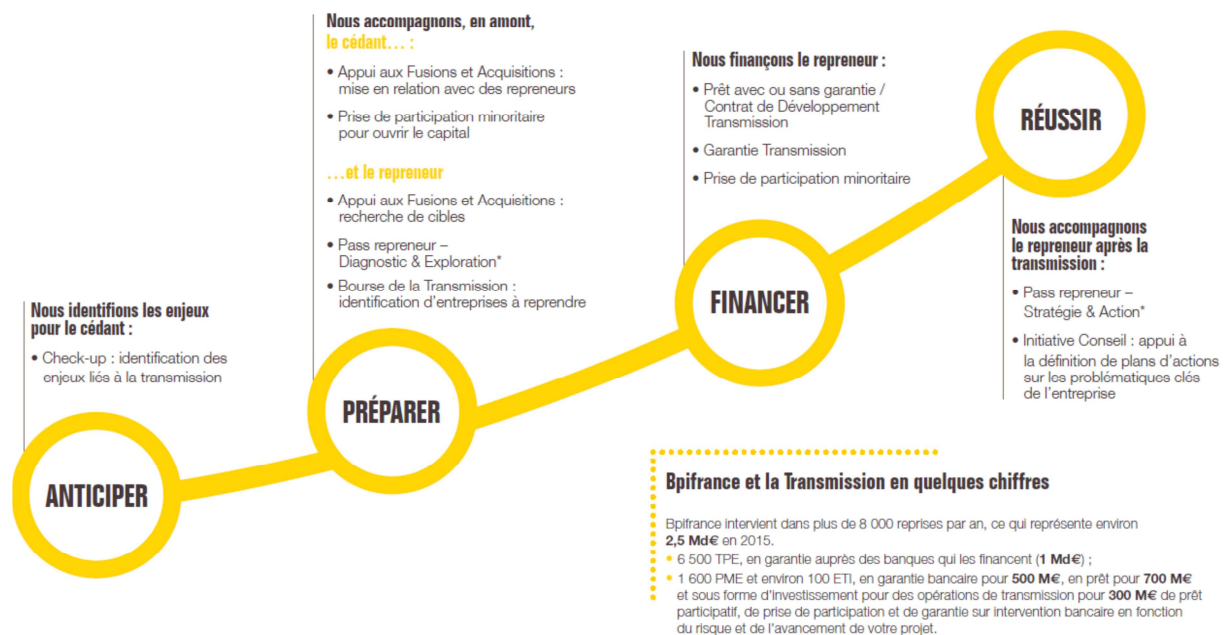 Nous identifions les enjeux
pour le cédant :
• Check-up : identification des
enjeux liés à la transmission
ANTICIPER
Nous accompagnons, en amont,
le cédant... :
• Appui aux Fusions et Acquisitions :
mise en relation avec des repreneurs
• Prise de participation minoritaire
pour ouvrir le capital
...et le repreneur
• Appui aux Fusions et Acquisitions :
recherche de cibles
• Pass repreneur –
Diagnostic & Exploration*
• Bourse de la Transmission :
identification d'entreprises à reprendre
PRÉPARER
Nous finançons le repreneur :
• Prêt avec ou sans garantie /
Contrat de Développement
Transmission
• Garantie Transmission
• Prise de participation minoritaire
FINANCER
RÉUSSIR
Nous accompagnons
le repreneur après la
transmission :
• Pass repreneur –
Stratégie & Action*
• Initiative Conseil : appui à
la définition de plans d'actions
sur les problématiques clés
de l'entreprise
Bpifrance et la Transmission en quelques chiffres
Bpifrance intervient dans plus de 8 000 reprises par an, ce qui représente environ
2,5 Md€ en 2015.
• 6 500 TPE, en garantie auprès des banques qui les financent (1 Md€) ;
• 1 600 PME et environ 100 ETI, en garantie bancaire pour 500 M€, en prêt pour 700 M€
et sous forme d'investissement pour des opérations de transmission pour 300 M€ de prêt
participatif, de prise de participation et de garantie sur intervention bancaire en fonction
du risque et de l'avancement de votre projet.